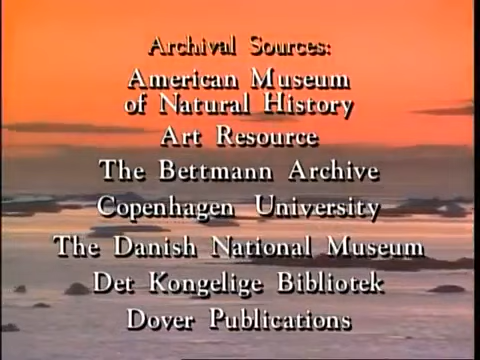 Archival Sources:
American Museum
of Natural History
Art Resource
The Bettmann Archive
Copenhagen University
The Danish National Museum
Det Kongelige Bibliotek
Dover Publications